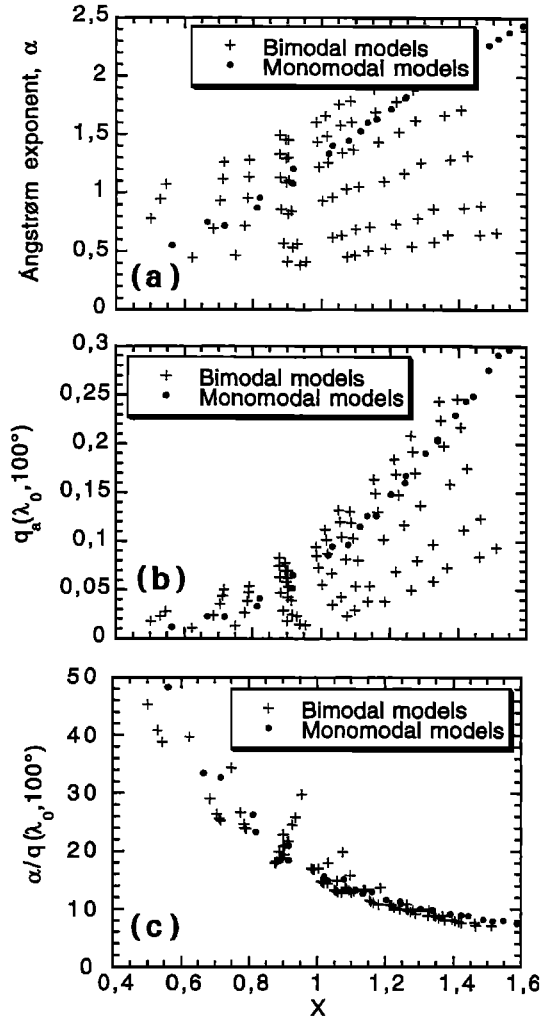 2,5
2
1,5
1
0,5
0
Ångstrøm exponent, α
+ Bimodal models
• Monomodal models
(a)
0,3
0,25
0,2
0,15
0,1
0,05
0
qa(λ0,100°)
+ Bimodal models
• Monomodal models
(b)
50
40
30
20
10
0
α/q(λ0,100°)
+ Bimodal models
• Monomodal models
(c)
0,4 0,6 0,8 1 1,2 1,4 1,6
X